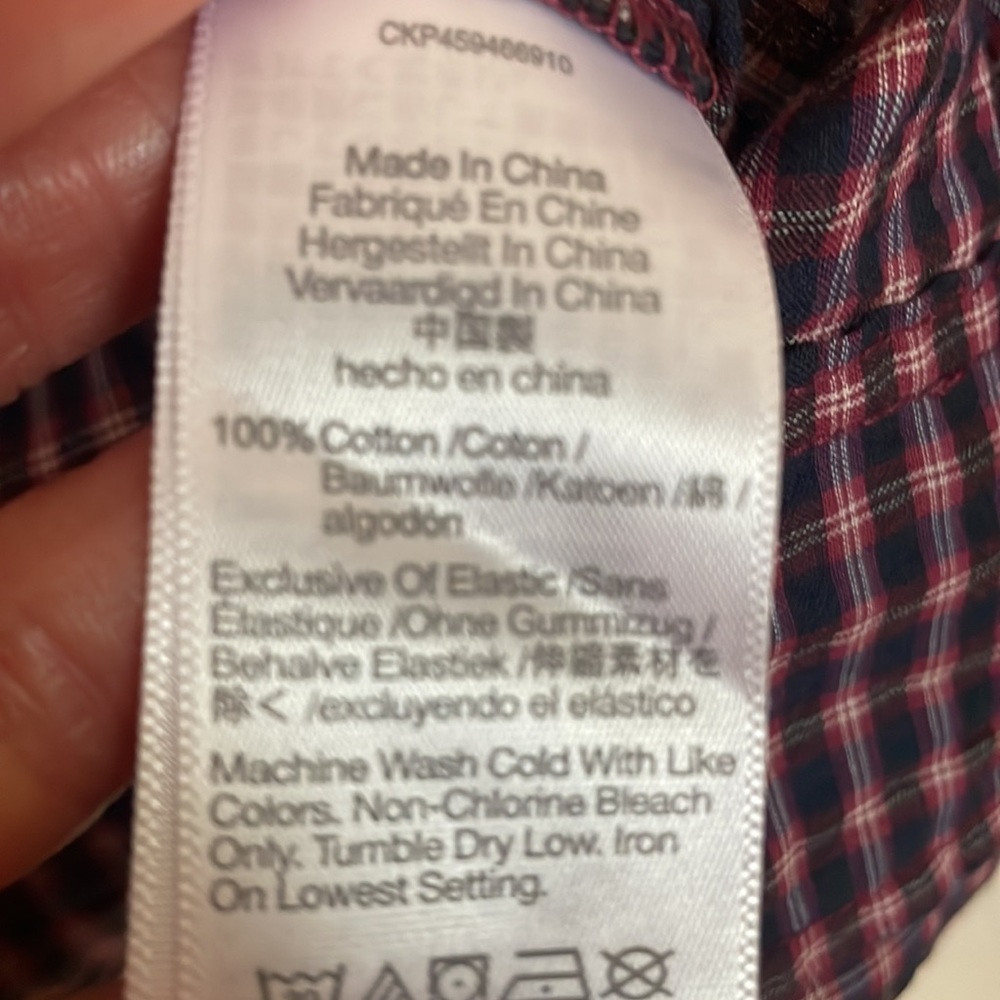 CKP459466910
Made In China
Fabriqué En Chine
Hergestellt In China
Vervaardigd In China
中国製
hecho en china
100% Cotton /Coton /
Baumwolle /Katoen /綿 /
algodón
Exclusive Of Elastic /Sans
Élastique /Ohne Gummizug /
Behalve Elastiek /伸縮素材を
除く /excluyendo el elástico
Machine Wash Cold With Like
Colors. Non-Chlorine Bleach
Only. Tumble Dry Low. Iron
On Lowest Setting.
30